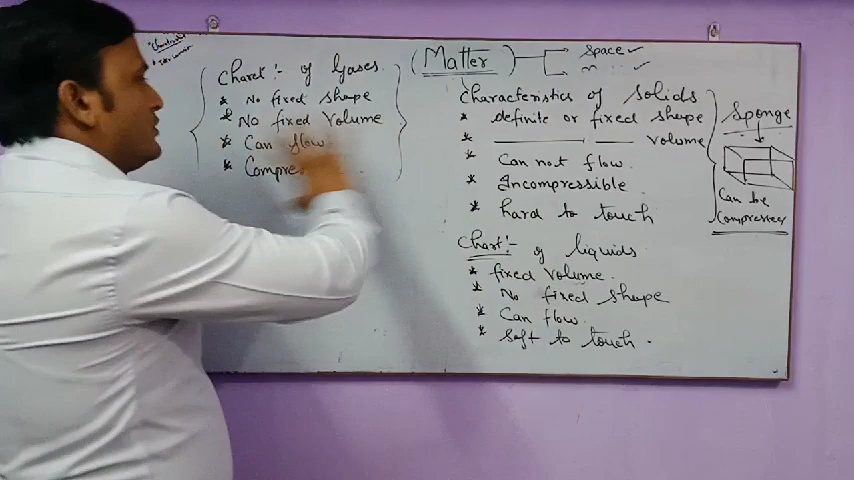 Charct:- of Gases
* No fixed shape
* No fixed Volume
* Can flow
* Compres
(Matter) Space ✓
Characteristics of Solids
* definite or fixed shape
* ——— — Volume
* Can not flow.
* Incompressible
* hard to touch
Chart:- of liquids
* fixed Volume.
* No fixed shape
* Can flow.
* Soft to touch.
Sponge
Can be
Compressed